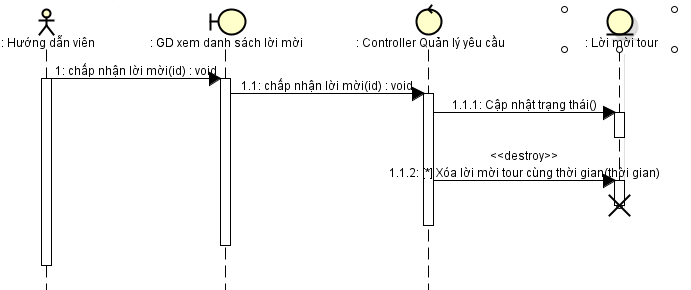 : Hướng dẫn viên
: GD xem danh sách lời mời
: Controller Quản lý yêu cầu
: Lời mời tour
1: chấp nhận lời mời(id) : void
1.1: chấp nhận lời mời(id) : void
1.1.1: Cập nhật trạng thái()
<<destroy>>
1.1.2: [*] Xóa lời mời tour cùng thời gian(thời gian)